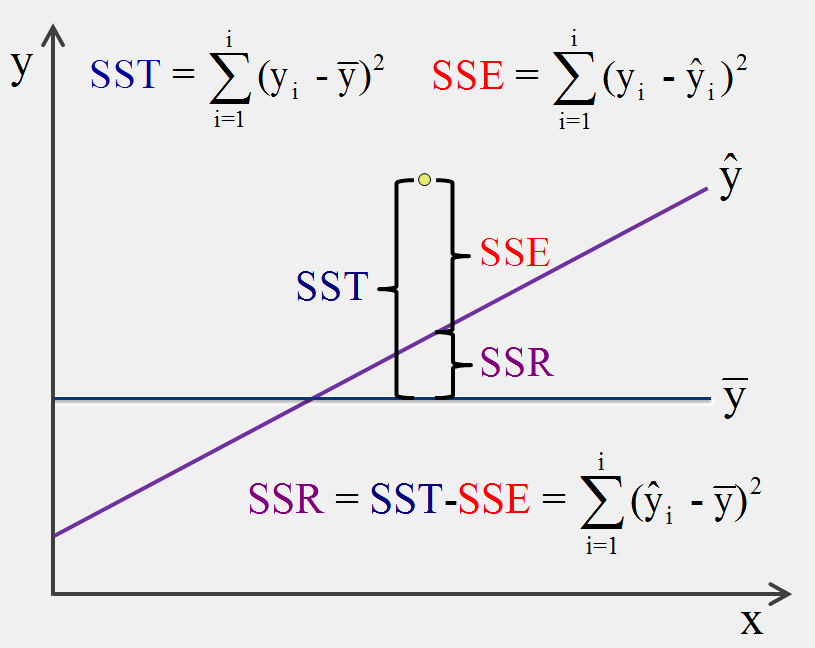 y
SST = ∑_{i=1}^{i} (y_i - ȳ)²
SSE = ∑_{i=1}^{i} (y_i - ŷ_i)²
ŷ
SSE
SST
SSR
ȳ
SSR = SST-SSE = ∑_{i=1}^{i} (ŷ_i - ȳ)²
x